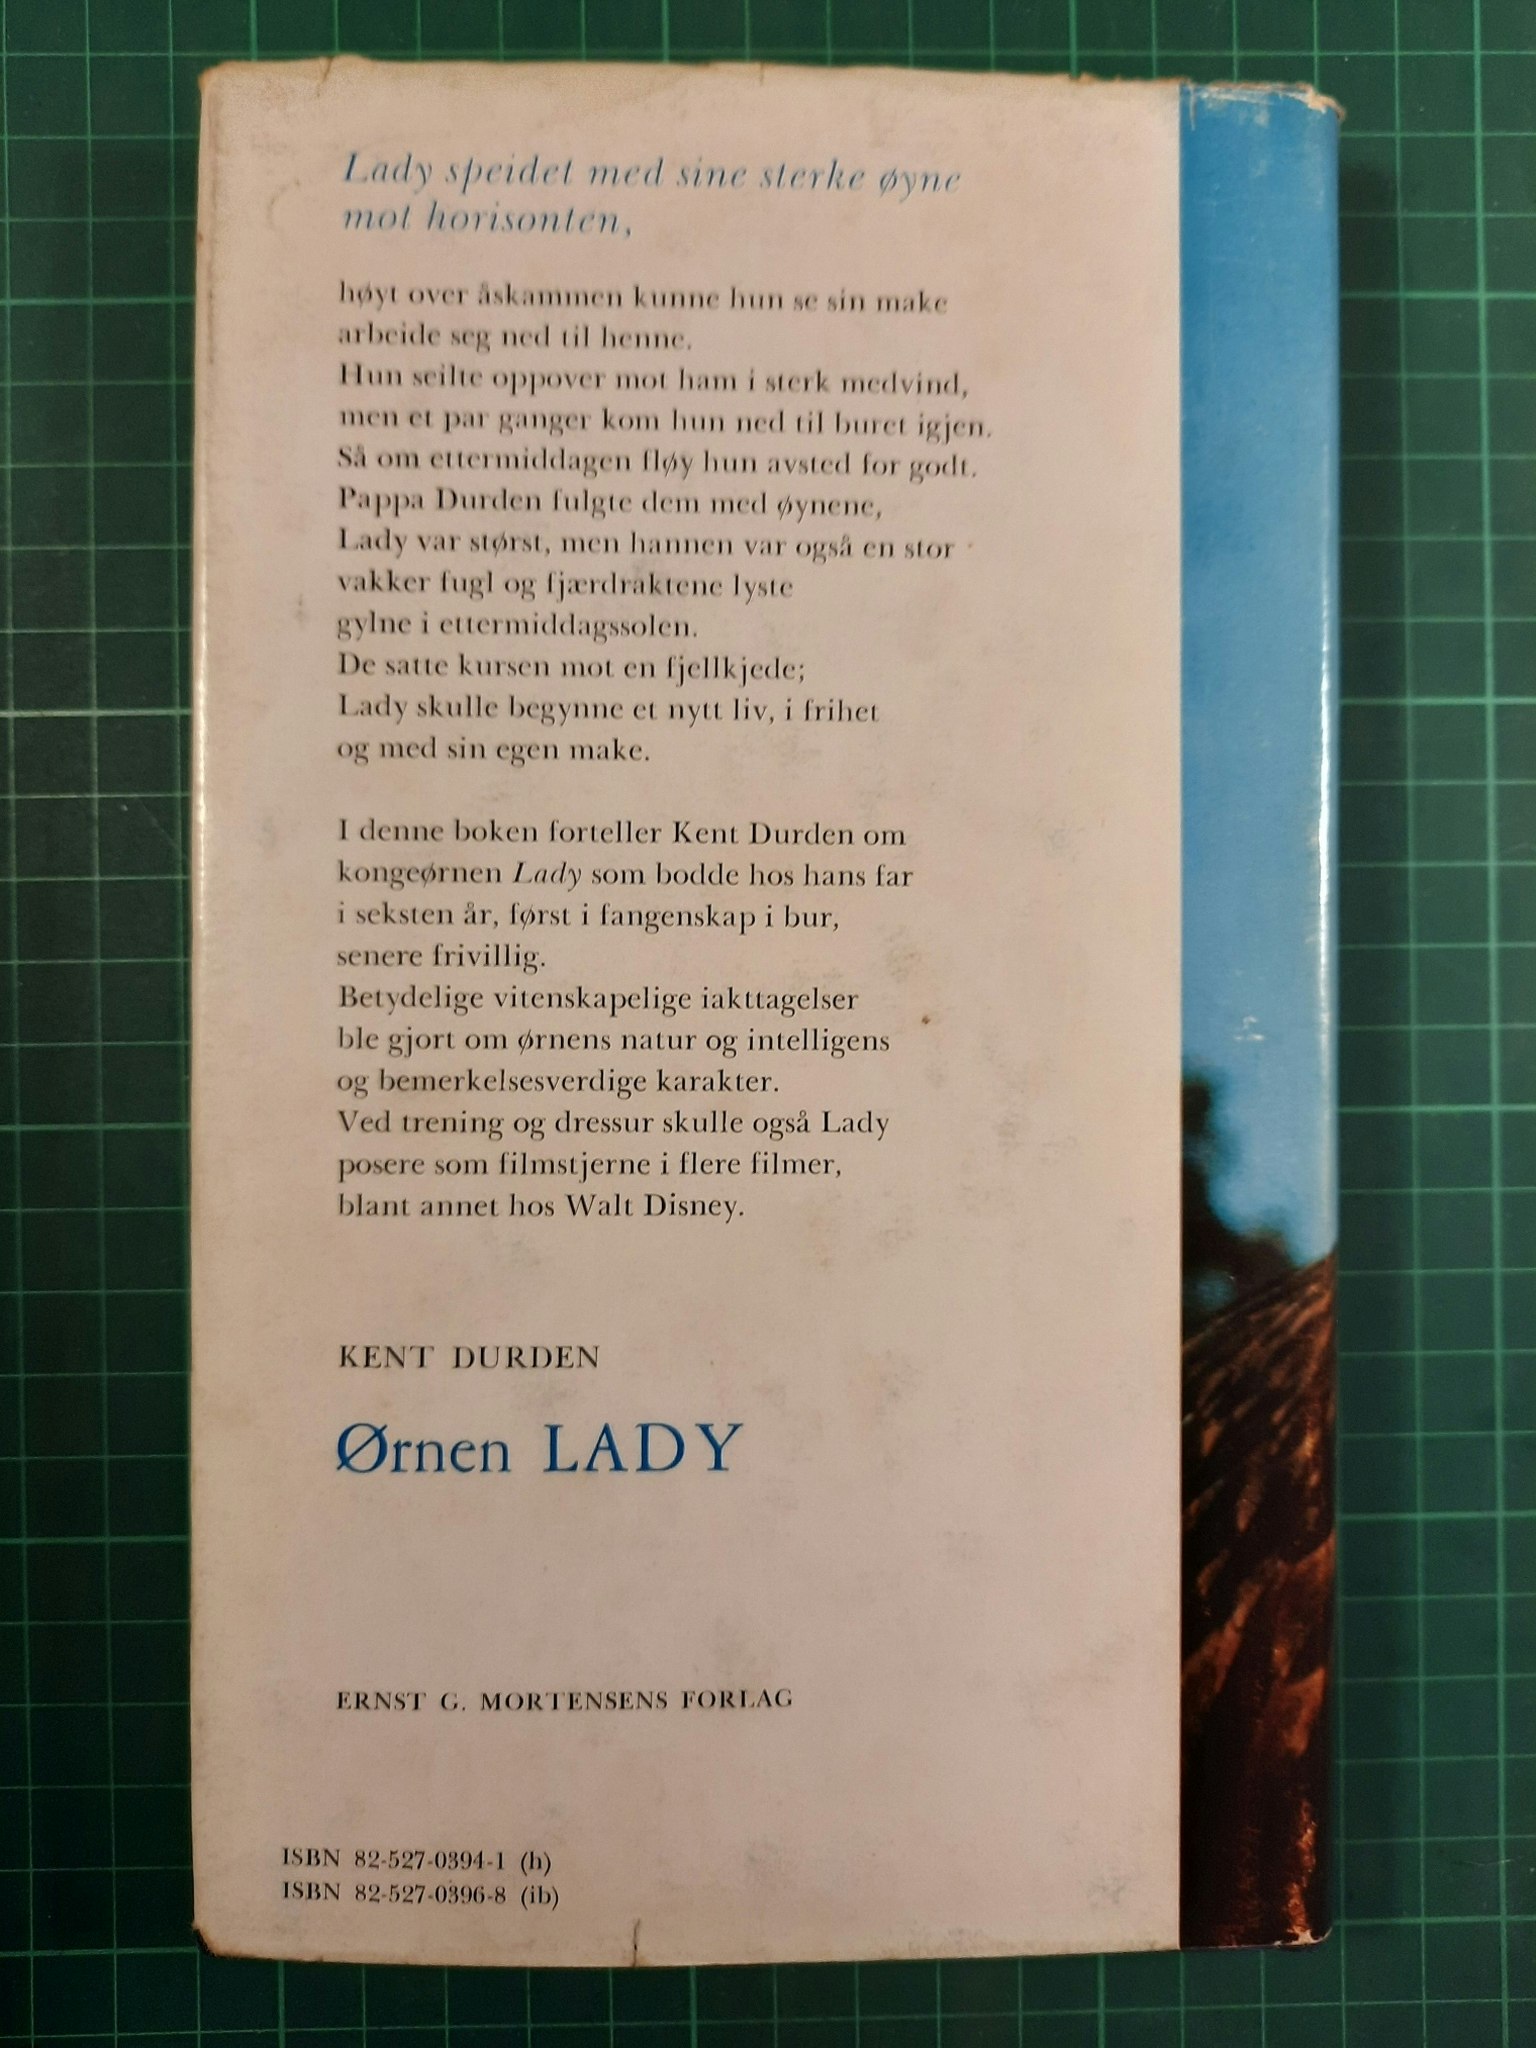 Lady speidet med sine sterke øyne
mot horisonten,
høyt over åskammen kunne hun se sin make
arbeide seg ned til henne.
Hun seilte oppover mot ham i sterk medvind,
men et par ganger kom hun ned til buret igjen.
Så om ettermiddagen fløy hun avsted for godt.
Pappa Durden fulgte dem med øynene,
Lady var størst, men hannen var også en stor
vakker fugl og fjærdraktene lyste
gylne i ettermiddagssolen.
De satte kursen mot en fjellkjede;
Lady skulle begynne et nytt liv, i frihet
og med sin egen make.
I denne boken forteller Kent Durden om
kongeørnen Lady som bodde hos hans far
i seksten år, først i fangenskap i bur,
senere frivillig.
Betydelige vitenskapelige iakttagelser
ble gjort om ørnens natur og intelligens
og bemerkelsesverdige karakter.
Ved trening og dressur skulle også Lady
posere som filmstjerne i flere filmer,
blant annet hos Walt Disney.
KENT DURDEN
Ørnen LADY
ERNST G. MORTENSENS FORLAG
ISBN 82-527-0394-1 (h)
ISBN 82-527-0396-8 (ib)